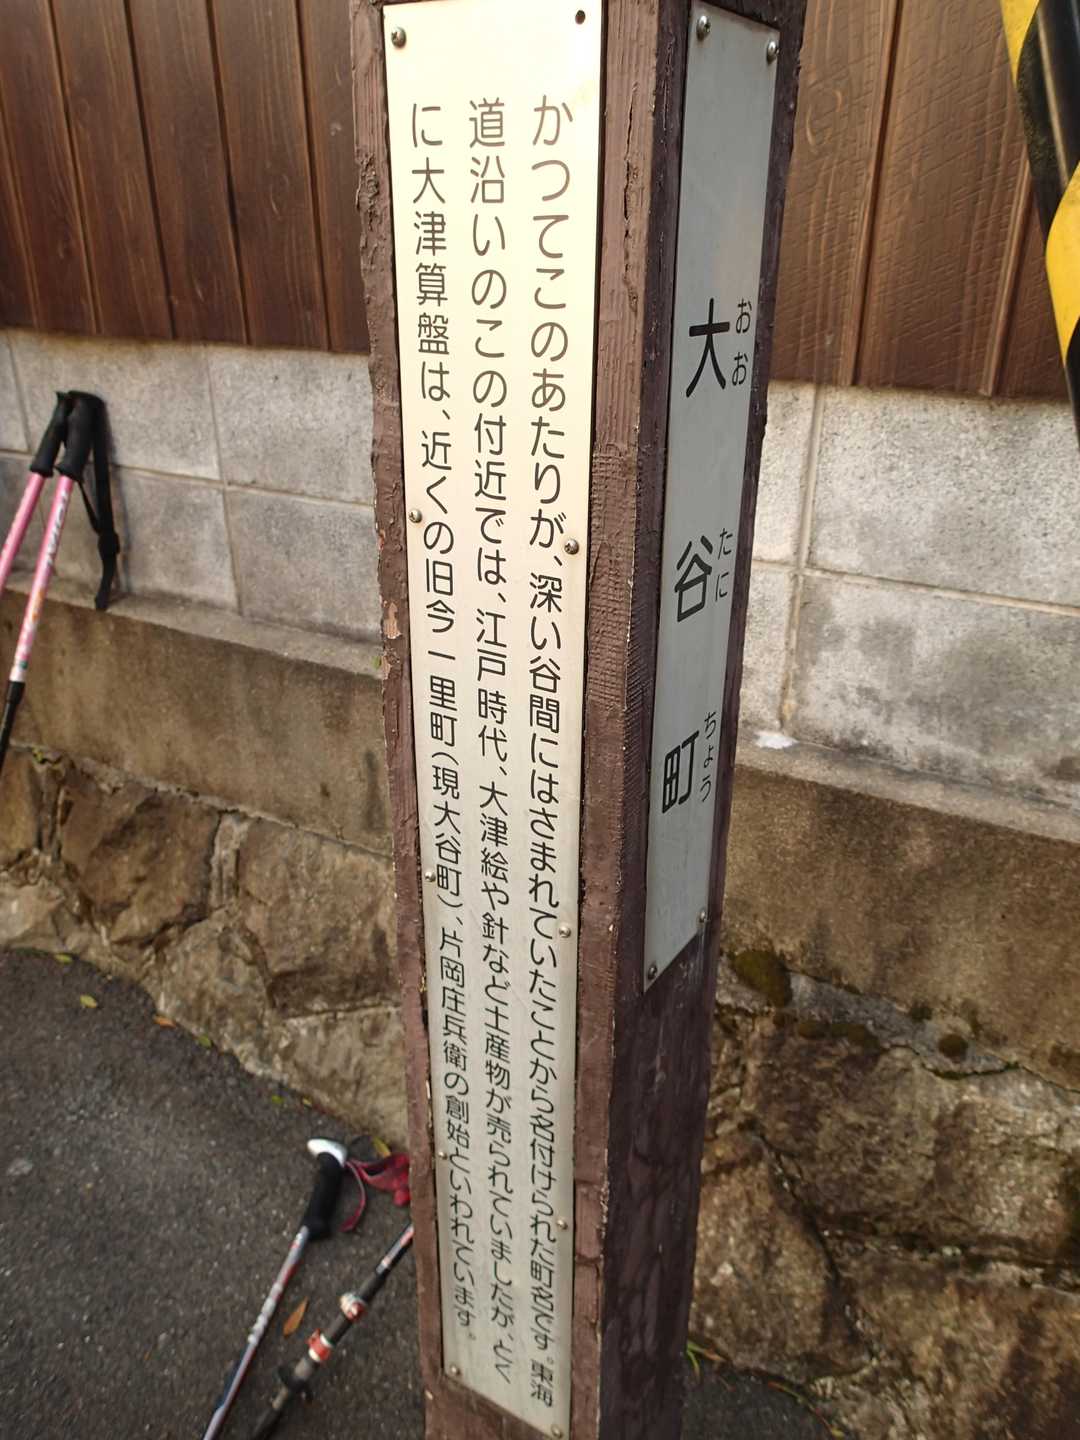 かつてこのあたりが、深い谷間にはさまれていたことから名付けられた町名です。東海
道沿いのこの付近では、江戸時代、大津絵や針など土産物が売られていましたが、とく
に大津算盤は、近くの旧今一里町（現大谷町）、片岡庄兵衛の創始といわれています。
大谷町
おおたにちょう